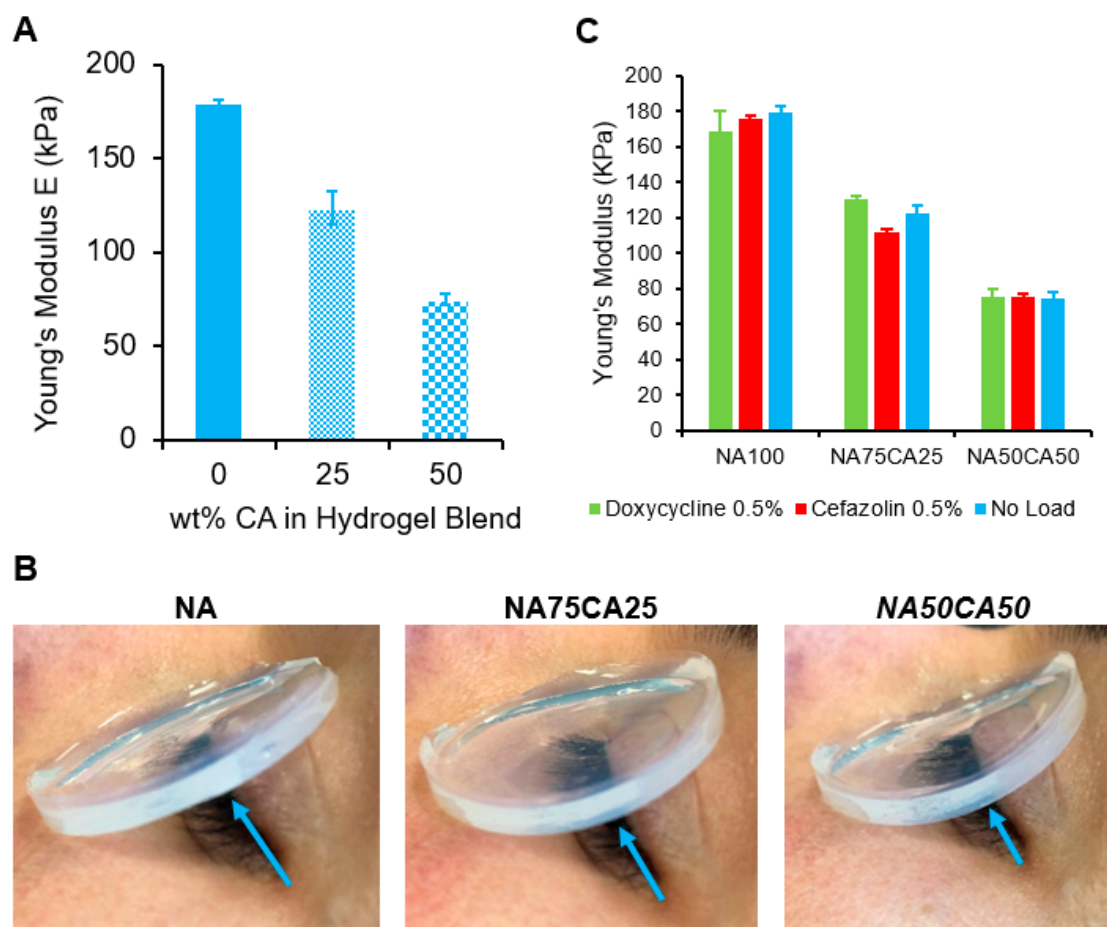 A
Young's Modulus E (kPa)
200
150
100
50
0
0 25 50
wt% CA in Hydrogel Blend
C
Young's Modulus (KPa)
200
180
160
140
120
100
80
60
40
20
0
NA100 NA75CA25 NA50CA50
Doxycycline 0.5% Cefazolin 0.5% No Load
B
NA NA75CA25 NA50CA50